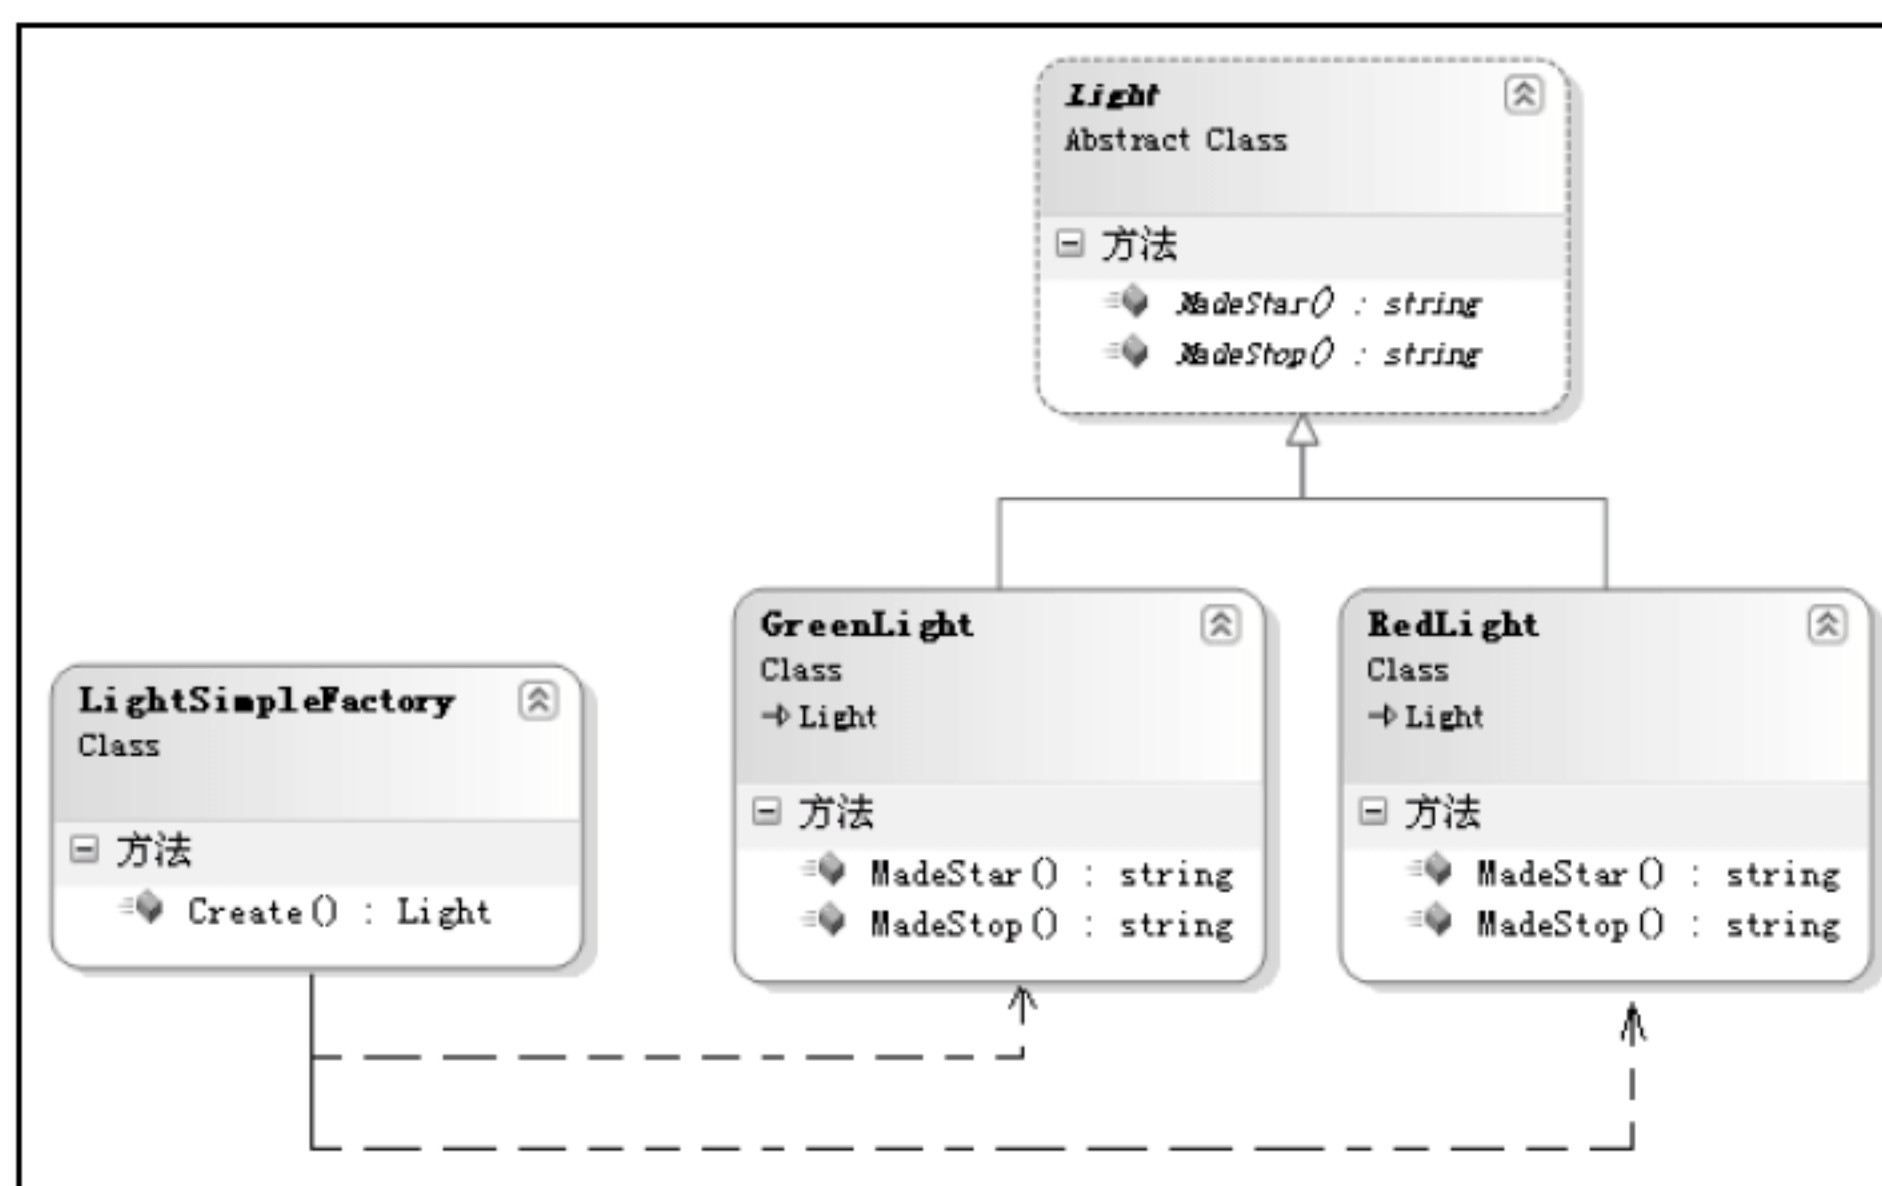 Light
Abstract Class
方法
MadeStar() : string
MadeStop() : string
GreenLight
Class
Light
方法
MadeStar() : string
MadeStop() : string
RedLight
Class
Light
方法
MadeStar() : string
MadeStop() : string
LightSimpleFactory
Class
方法
Create() : Light